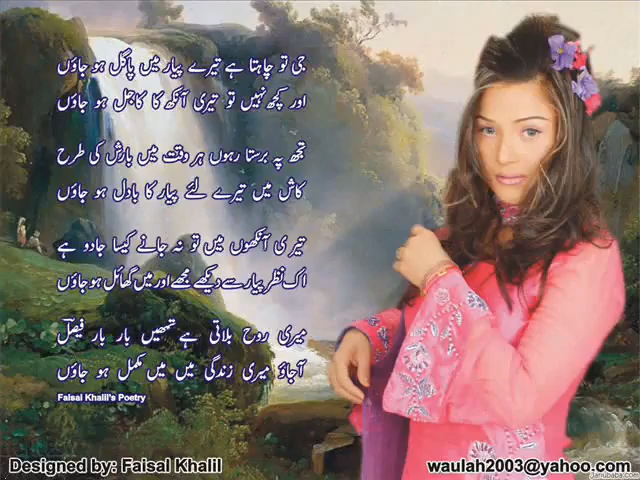 جی تو چاہتا ہے تیرے پیار میں پاگل ہو جاؤں
اور کچھ نہیں تو تیری آنکھ کا کاجل ہو جاؤں
تجھ پہ برستا رہوں ہر وقت میں بارش کی طرح
کاش میں تیرے لئے پیار کا بادل ہو جاؤں
تیری آنکھوں میں تو نہ جانے کیسا جادو ہے
اک نظر پیار سے دیکھے مجھے اور میں گھائل ہو جاؤں
میری روح بلاتی ہے تمھیں بار بار فیصلؔ
آجاؤ میری زندگی میں میں مکمل ہو جاؤں
Faisal Khalil's Poetry
Designed by: Faisal Khalil
waulah2003@yahoo.com
Janubaba.com